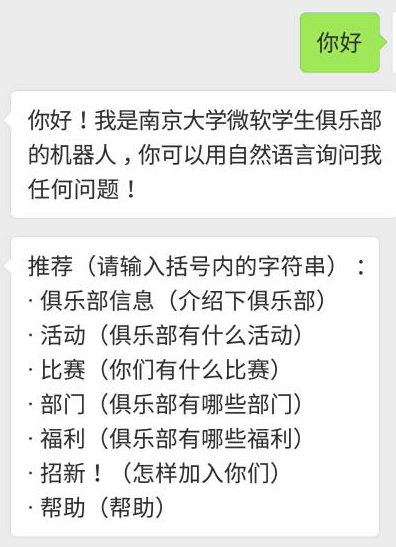 你好
你好！我是南京大学微软学生俱乐部
的机器人，你可以用自然语言询问我
任何问题！
推荐（请输入括号内的字符串）：
· 俱乐部信息（介绍下俱乐部）
· 活动（俱乐部有什么活动）
· 比赛（你们有什么比赛）
· 部门（俱乐部有哪些部门）
· 福利（俱乐部有哪些福利）
· 招新！（怎样加入你们）
· 帮助（帮助）